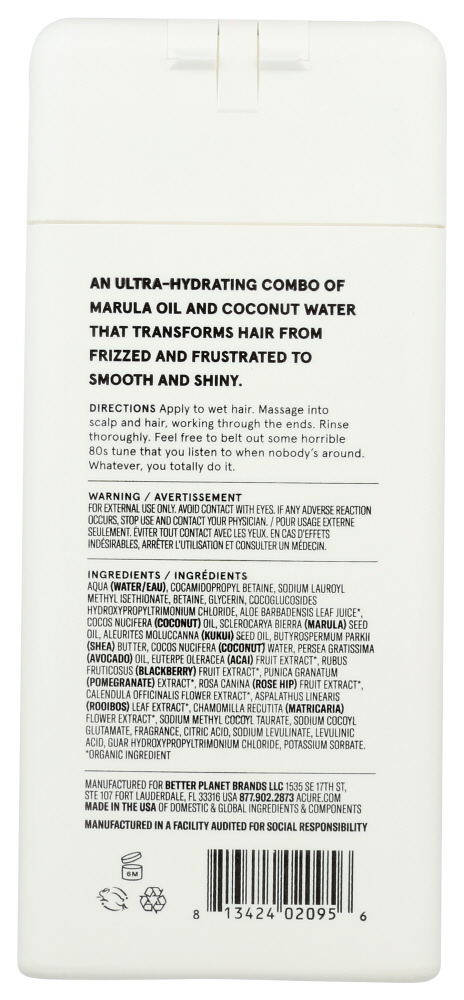 AN ULTRA-HYDRATING COMBO OF
MARULA OIL AND COCONUT WATER
THAT TRANSFORMS HAIR FROM
FRIZZED AND FRUSTRATED TO
SMOOTH AND SHINY.
DIRECTIONS Apply to wet hair. Massage into
scalp and hair, working through the ends. Rinse
thoroughly. Feel free to belt out some horrible
80s tune that you listen to when nobody's around.
Whatever, you totally do it.
WARNING / AVERTISSEMENT
FOR EXTERNAL USE ONLY. AVOID CONTACT WITH EYES. IF ANY ADVERSE REACTION
OCCURS, STOP USE AND CONTACT YOUR PHYSICIAN. / POUR USAGE EXTERNE
SEULEMENT. ÉVITER TOUT CONTACT AVEC LES YEUX. EN CAS D'EFFETS
INDÉSIRABLES, ARRÊTER L'UTILISATION ET CONSULTER UN MÉDECIN.
INGREDIENTS / INGRÉDIENTS
AQUA (WATER/EAU), COCAMIDOPROPYL BETAINE, SODIUM LAUROYL
METHYL ISETHIONATE, BETAINE, GLYCERIN, COCOGLUCOSIDES
HYDROXYPROPYLTRIMONIUM CHLORIDE, ALOE BARBADENSIS LEAF JUICE*,
COCOS NUCIFERA (COCONUT) OIL, SCLEROCARYA BIERRA (MARULA) SEED
OIL, ALEURITES MOLUCCANNA (KUKUI) SEED OIL, BUTYROSPERMUM PARKII
(SHEA) BUTTER, COCOS NUCIFERA (COCONUT) WATER, PERSEA GRATISSIMA
(AVOCADO) OIL, EUTERPE OLERACEA (ACAI) FRUIT EXTRACT*, RUBUS
FRUTICOSUS (BLACKBERRY) FRUIT EXTRACT*, PUNICA GRANATUM
(POMEGRANATE) EXTRACT*, ROSA CANINA (ROSE HIP) FRUIT EXTRACT*,
CALENDULA OFFICINALIS FLOWER EXTRACT*, ASPALATHUS LINEARIS
(ROOIBOS) LEAF EXTRACT*, CHAMOMILLA RECUTITA (MATRICARIA)
FLOWER EXTRACT*, SODIUM METHYL COCOYL TAURATE, SODIUM COCOYL
GLUTAMATE, FRAGRANCE, CITRIC ACID, SODIUM LEVULINATE, LEVULINIC
ACID, GUAR HYDROXYPROPYLTRIMONIUM CHLORIDE, POTASSIUM SORBATE.
*ORGANIC INGREDIENT
MANUFACTURED FOR BETTER PLANET BRANDS LLC 1535 SE 17TH ST,
STE 107 FORT LAUDERDALE, FL 33316 USA 877.902.2873 ACURE.COM
MADE IN THE USA OF DOMESTIC & GLOBAL INGREDIENTS & COMPONENTS
MANUFACTURED IN A FACILITY AUDITED FOR SOCIAL RESPONSIBILITY
6M
8 13424 02095 6